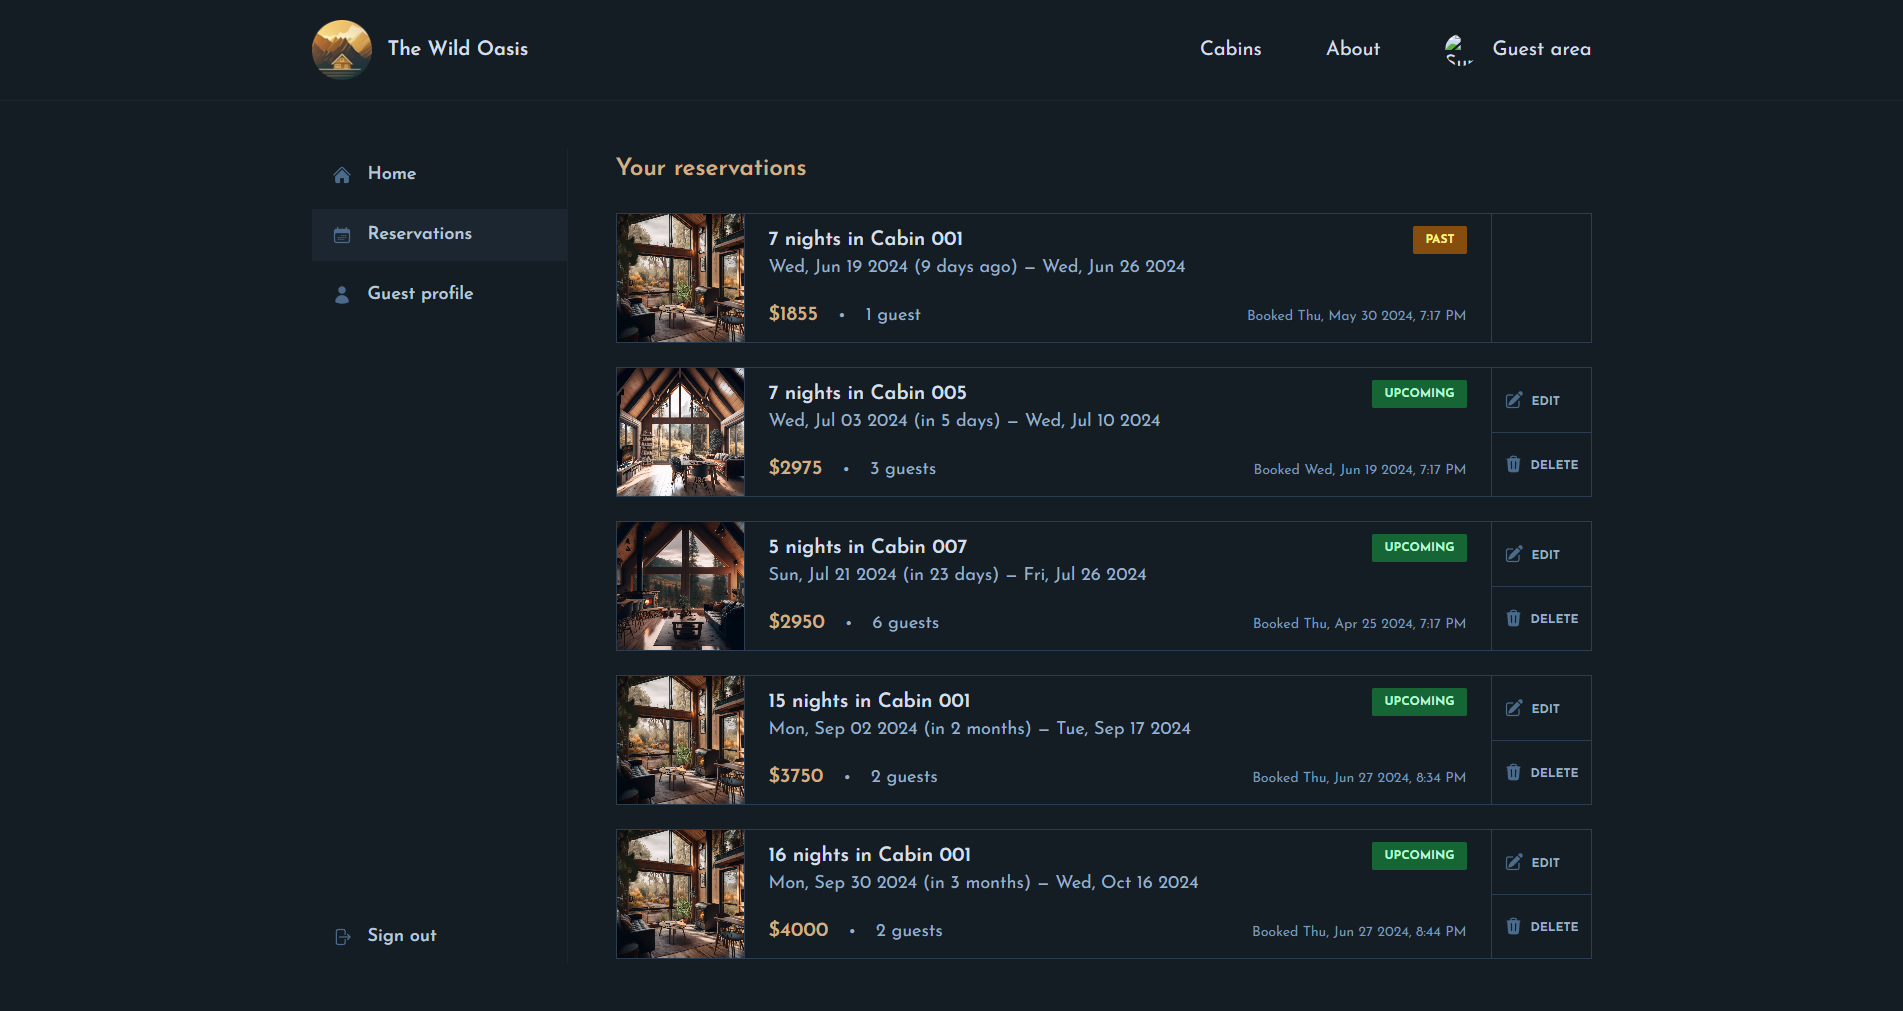 The Wild Oasis
Cabins
About
Guest area
Home
Reservations
Guest profile
Sign out
Your reservations
7 nights in Cabin 001
PAST
Wed, Jun 19 2024 (9 days ago) — Wed, Jun 26 2024
$1855 • 1 guest
Booked Thu, May 30 2024, 7:17 PM
7 nights in Cabin 005
UPCOMING
Wed, Jul 03 2024 (in 5 days) — Wed, Jul 10 2024
$2975 • 3 guests
Booked Wed, Jun 19 2024, 7:17 PM
EDIT
DELETE
5 nights in Cabin 007
UPCOMING
Sun, Jul 21 2024 (in 23 days) — Fri, Jul 26 2024
$2950 • 6 guests
Booked Thu, Apr 25 2024, 7:17 PM
EDIT
DELETE
15 nights in Cabin 001
UPCOMING
Mon, Sep 02 2024 (in 2 months) — Tue, Sep 17 2024
$3750 • 2 guests
Booked Thu, Jun 27 2024, 8:34 PM
EDIT
DELETE
16 nights in Cabin 001
UPCOMING
Mon, Sep 30 2024 (in 3 months) — Wed, Oct 16 2024
$4000 • 2 guests
Booked Thu, Jun 27 2024, 8:44 PM
EDIT
DELETE